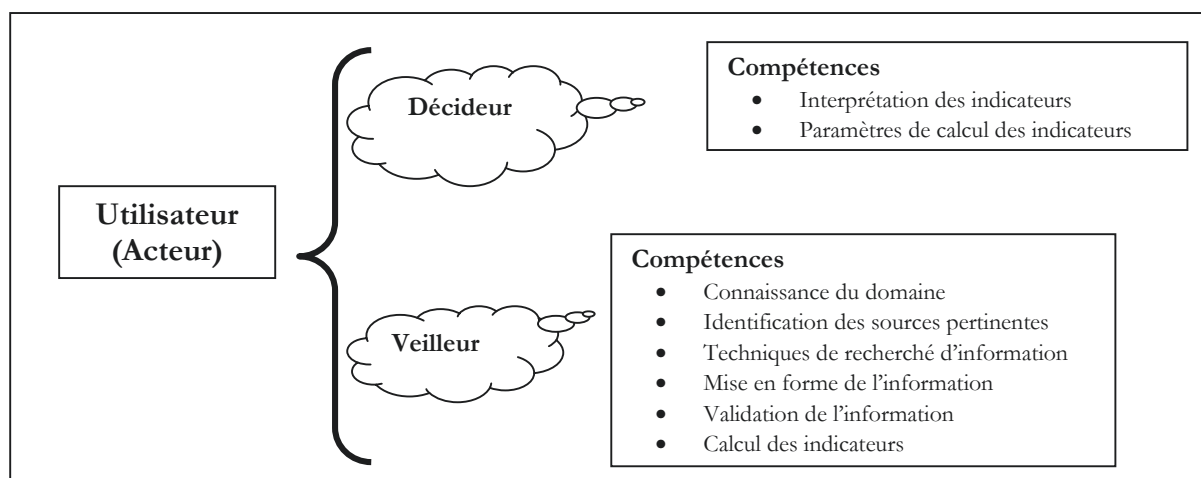 Utilisateur
(Acteur)
Décideur
Compétences
• Interprétation des indicateurs
• Paramètres de calcul des indicateurs
Veilleur
Compétences
• Connaissance du domaine
• Identification des sources pertinentes
• Techniques de recherché d’information
• Mise en forme de l’information
• Validation de l’information
• Calcul des indicateurs